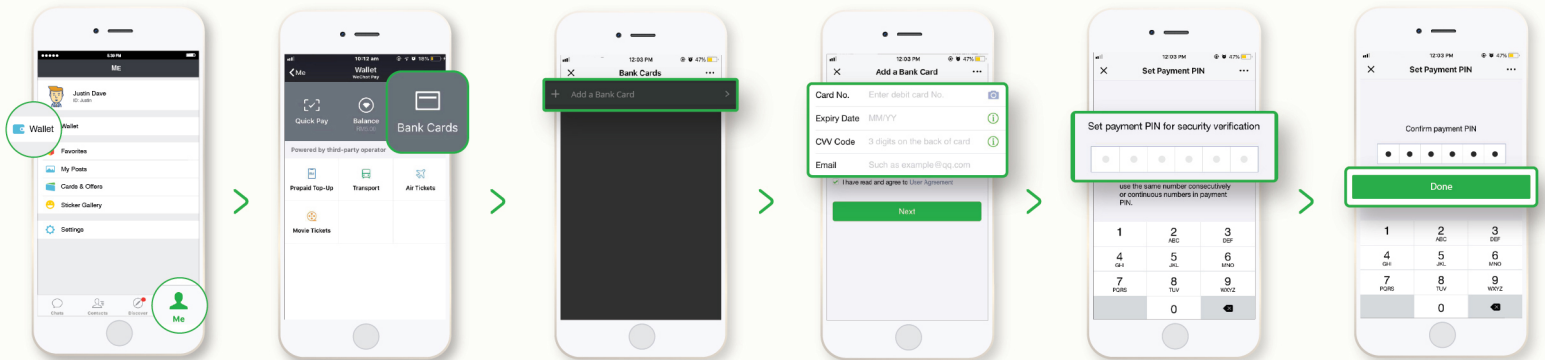 5:39 PM
ME
Justin Dave
ID: Justin
Wallet
Wallet
Favorites
My Posts
Cards & Offers
Sticker Gallery
Settings
Chats
Contacts
Discover
Me
10:12 am
18%
Me
Wallet
WeChat Pay
Quick Pay
Balance
RM5.00
Bank Cards
Powered by third-party operator
Prepaid Top-Up
Transport
Air Tickets
Movie Tickets
12:03 PM
47%
Bank Cards
Add a Bank Card
12:03 PM
47%
Add a Bank Card
Card No.
Enter debit card No.
Expiry Date
MM/YY
CVV Code
3 digits on the back of card
Email
Such as example@qq.com
I have read and agree to User Agreement
Next
12:03 PM
47%
Set Payment PIN
Set payment PIN for security verification
use the same number consecutively
or continuous numbers in payment
PIN.
1
2
ABC
3
DEF
4
GHI
5
JKL
6
MNO
7
PQRS
8
TUV
9
WXYZ
0
12:03 PM
47%
Set Payment PIN
Confirm payment PIN
Done
1
2
ABC
3
DEF
4
GHI
5
JKL
6
MNO
7
PQRS
8
TUV
9
WXYZ
0